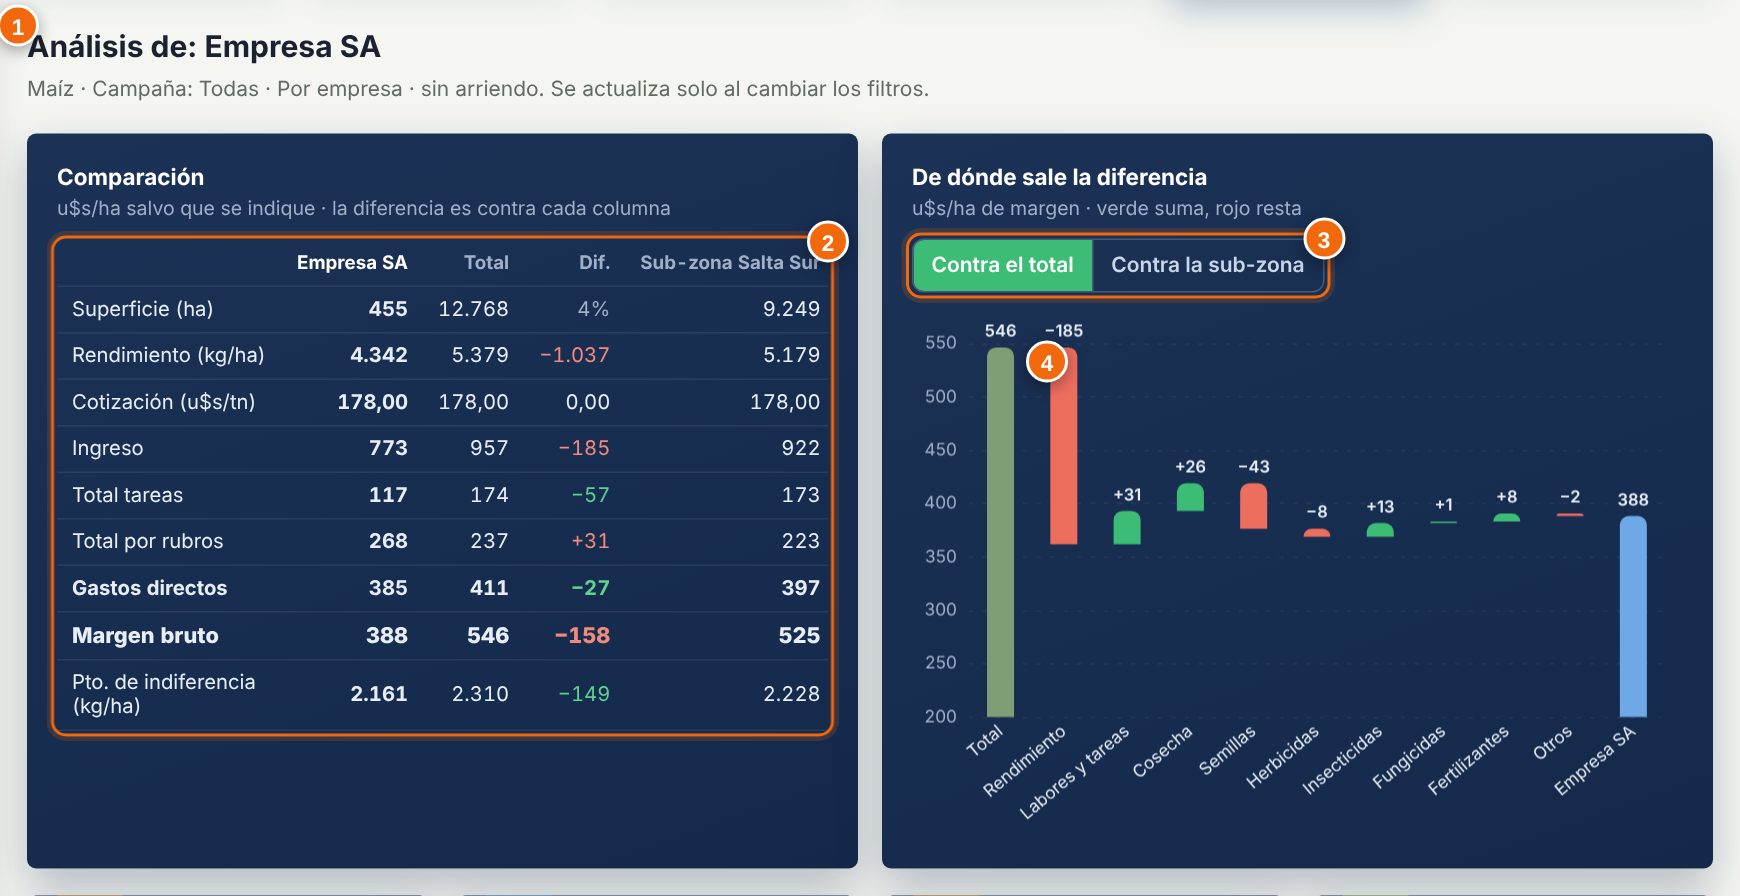 1
Análisis de: Empresa SA
Maíz · Campaña: Todas · Por empresa · sin arriendo. Se actualiza solo al cambiar los filtros.
Comparación
u$s/ha salvo que se indique · la diferencia es contra cada columna
2
Empresa SA Total Dif. Sub-zona Salta Sur
Superficie (ha) 455 12.768 4% 9.249
Rendimiento (kg/ha) 4.342 5.379 −1.037 5.179
Cotización (u$s/tn) 178,00 178,00 0,00 178,00
Ingreso 773 957 −185 922
Total tareas 117 174 −57 173
Total por rubros 268 237 +31 223
Gastos directos 385 411 −27 397
Margen bruto 388 546 −158 525
Pto. de indiferencia
(kg/ha) 2.161 2.310 −149 2.228
De dónde sale la diferencia
u$s/ha de margen · verde suma, rojo resta
3
Contra el total Contra la sub-zona
4
550
500
450
400
350
300
250
200
546 −185 +31 +26 −43 −8 +13 +1 +8 −2 388
Total
Rendimiento
Labores y tareas
Cosecha
Semillas
Herbicidas
Insecticidas
Fungicidas
Fertilizantes
Otros
Empresa SA